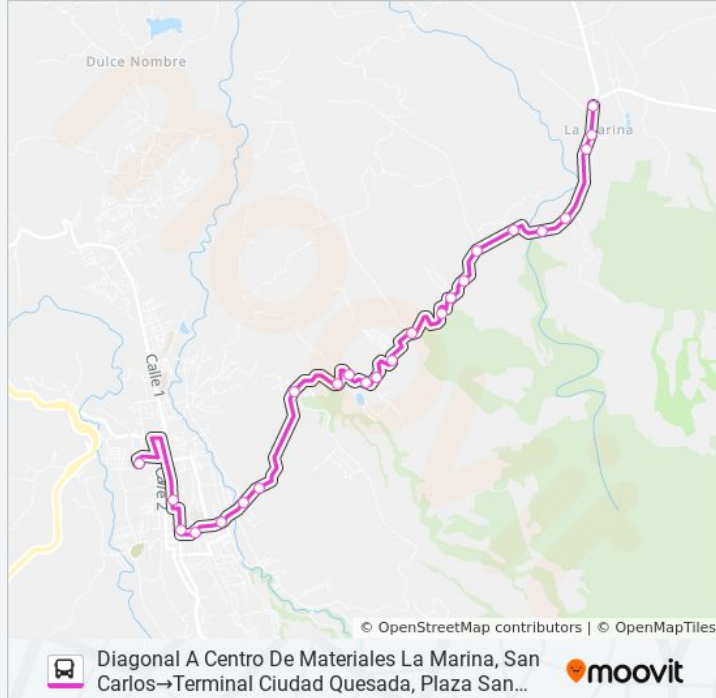 Dulce Nombre
La Marina
Calle 1
Calle 2
moovit
© OpenStreetMap contributors | © OpenMapTiles
Diagonal A Centro De Materiales La Marina, San
Carlos→Terminal Ciudad Quesada, Plaza San...
moovit